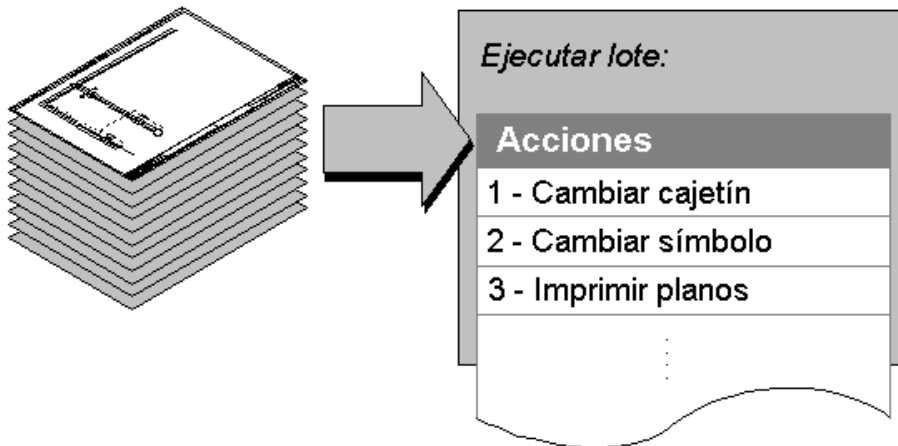 Ejecutar lote:
Acciones
1 - Cambiar cajetín
2 - Cambiar símbolo
3 - Imprimir planos